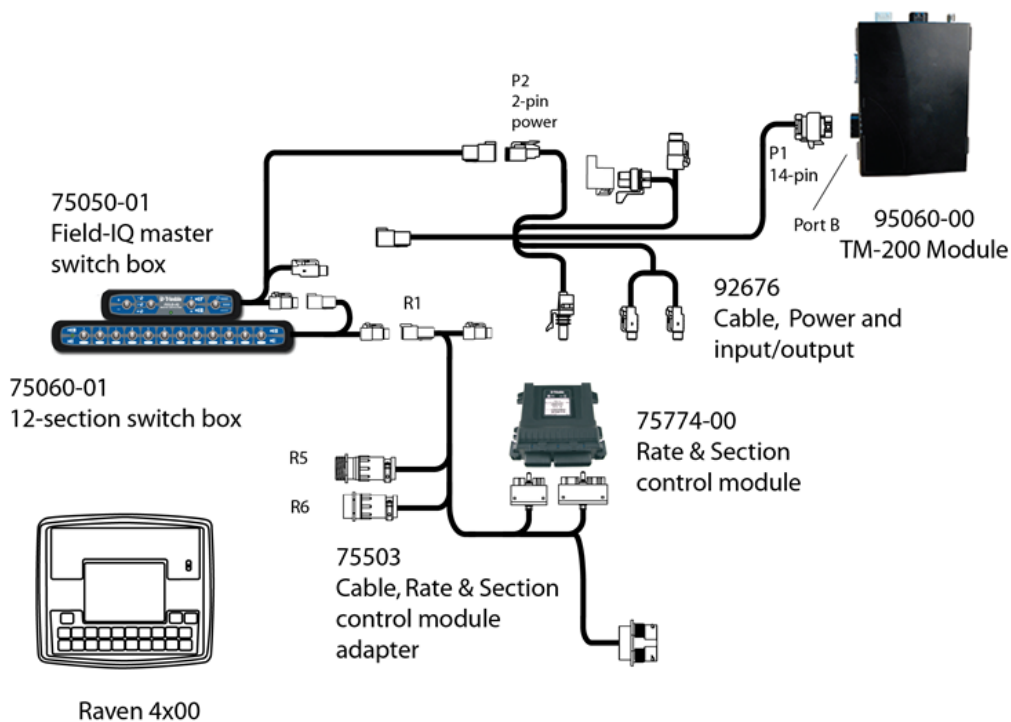 P2
2-pin
power
P1
14-pin
Port B
95060-00
TM-200 Module
75050-01
Field-IQ master
switch box
R1
92676
Cable, Power and
input/output
75060-01
12-section switch box
75774-00
Rate & Section
control module
R5
R6
75503
Cable, Rate & Section
control module
adapter
Raven 4x00